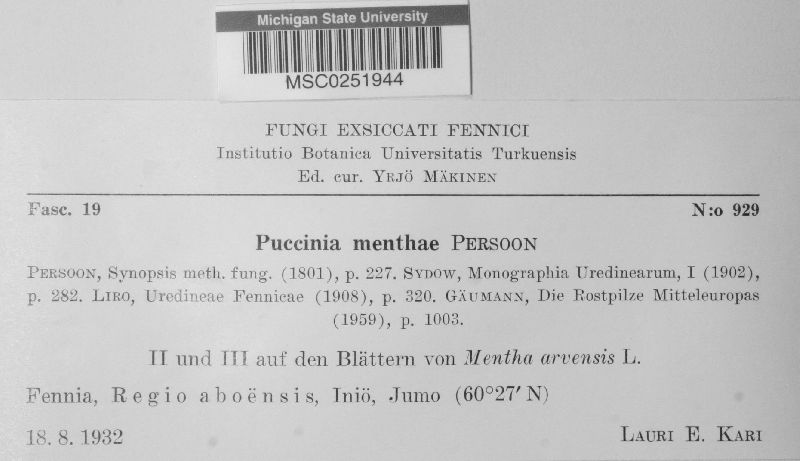 Michigan State University
MSC0251944
FUNGI EXSICCATI FENNICI
Institutio Botanica Universitatis Turkuensis
Ed. cur. YRJÖ MÄKINEN
Fasc. 19 N:o 929
Puccinia menthae PERSOON
PERSOON, Synopsis meth. fung. (1801), p. 227. SYDOW, Monographia Uredinearum, I (1902),
p. 282. LIRO, Uredineae Fennicae (1908), p. 320. GÄUMANN, Die Rostpilze Mitteleuropas
(1959), p. 1003.
II und III auf den Blättern von Mentha arvensis L.
Fennia, Regio aboënsis, Iniö, Jumo (60°27′ N)
18. 8. 1932 LAURI E. KARI